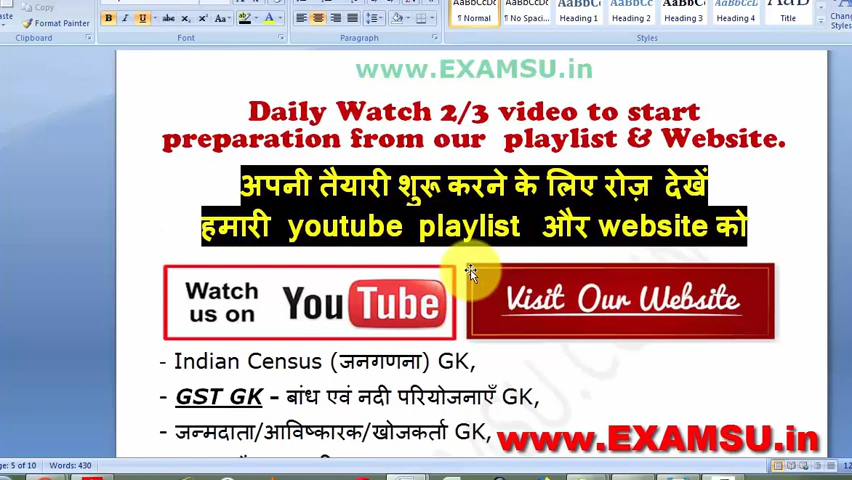 Copy
Format Painter
Clipboard
Font
Paragraph
Styles
AaBbCcDc
¶ Normal
¶ No Spaci...
Heading 1
Heading 2
Heading 3
Heading 4
Title
www.EXAMSU.in
Daily Watch 2/3 video to start
preparation from our playlist & Website.
अपनी तैयारी शुरू करने के लिए रोज़ देखें
हमारी youtube playlist और website को
Watch
us on
YouTube
Visit Our Website
- Indian Census (जनगणना) GK,
- GST GK - बांध एवं नदी परियोजनाएँ GK,
- जन्मदाता/आविष्कारक/खोजकर्ता GK,
www.EXAMSU.in
Words: 430